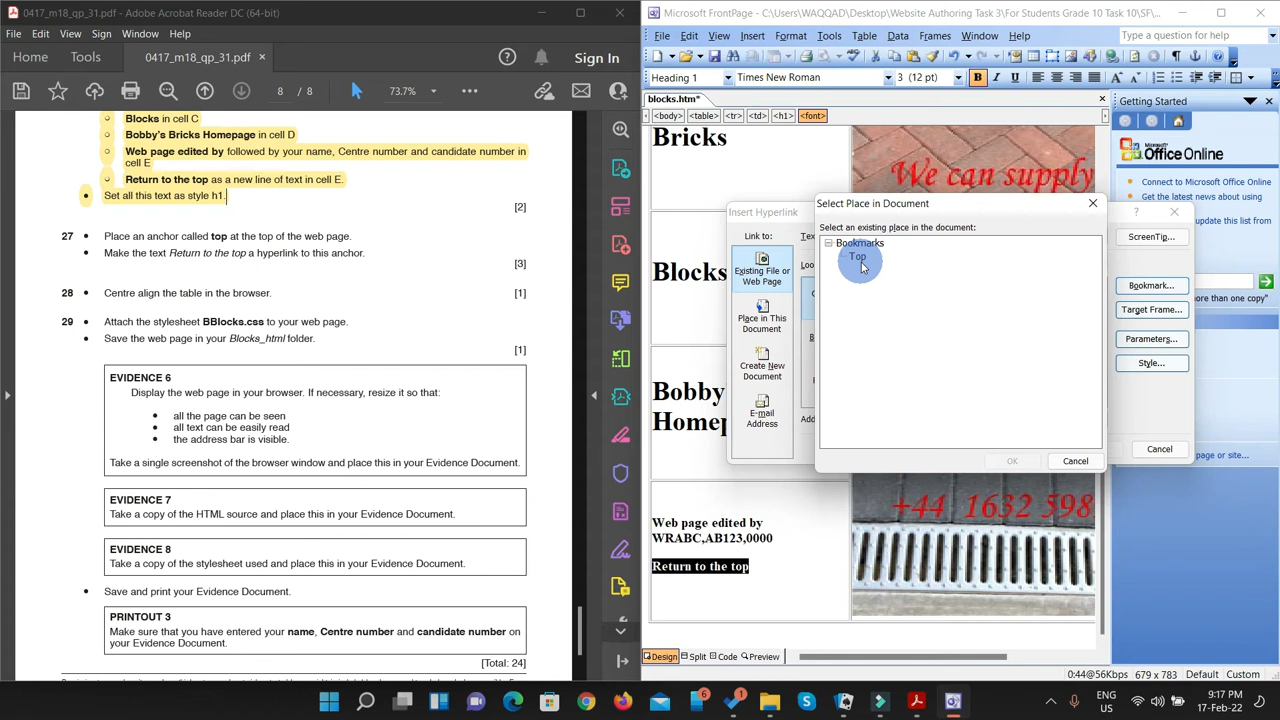 0417_m18_qp_31.pdf - Adobe Acrobat Reader DC (64-bit)
File Edit View Sign Window Help
Home Tools 0417_m18_qp_31.pdf × Sign In
/ 8 73.7%
Blocks in cell C
Bobby's Bricks Homepage in cell D
Web page edited by followed by your name, Centre number and candidate number in
cell E
Return to the top as a new line of text in cell E.
Set all this text as style h1.
[2]
27 • Place an anchor called top at the top of the web page.
• Make the text Return to the top a hyperlink to this anchor.
[3]
28 • Centre align the table in the browser. [1]
29 • Attach the stylesheet BBlocks.css to your web page.
• Save the web page in your Blocks_html folder.
[1]
EVIDENCE 6
Display the web page in your browser. If necessary, resize it so that:
• all the page can be seen
• all text can be easily read
• the address bar is visible.
Take a single screenshot of the browser window and place this in your Evidence Document.
EVIDENCE 7
Take a copy of the HTML source and place this in your Evidence Document.
EVIDENCE 8
Take a copy of the stylesheet used and place this in your Evidence Document.
• Save and print your Evidence Document.
PRINTOUT 3
Make sure that you have entered your name, Centre number and candidate number on
your Evidence Document.
[Total: 24]
Microsoft FrontPage - C:\Users\WAQQAD\Desktop\Website Authoring Task 3\For Students Grade 10 Task 10\SF\...
File Edit View Insert Format Tools Table Data Frames Window Help Type a question for help
Heading 1 Times New Roman 3 (12 pt) B I U
blocks.htm*
<body> <table> <tr> <td> <h1> <font>
Getting Started
Office Online
Connect to Microsoft Office Online
Get the latest news about using
update this list from
more than one copy"
page or site...
Bricks
We can supply
Blocks
Bobby
Homep
+44 1632 598
Web page edited by
WRABC,AB123,0000
Return to the top
Insert Hyperlink
Link to:
Existing File or
Web Page
Place in This
Document
Create New
Document
E-mail
Address
ScreenTip...
Bookmark...
Target Frame...
Parameters...
Style...
Cancel
Select Place in Document
Select an existing place in the document:
Bookmarks
Top
OK Cancel
Design Split Code Preview
0:44@56Kbps 679 x 783 Default Custom
6 1
ENG
US
9:17 PM
17-Feb-22